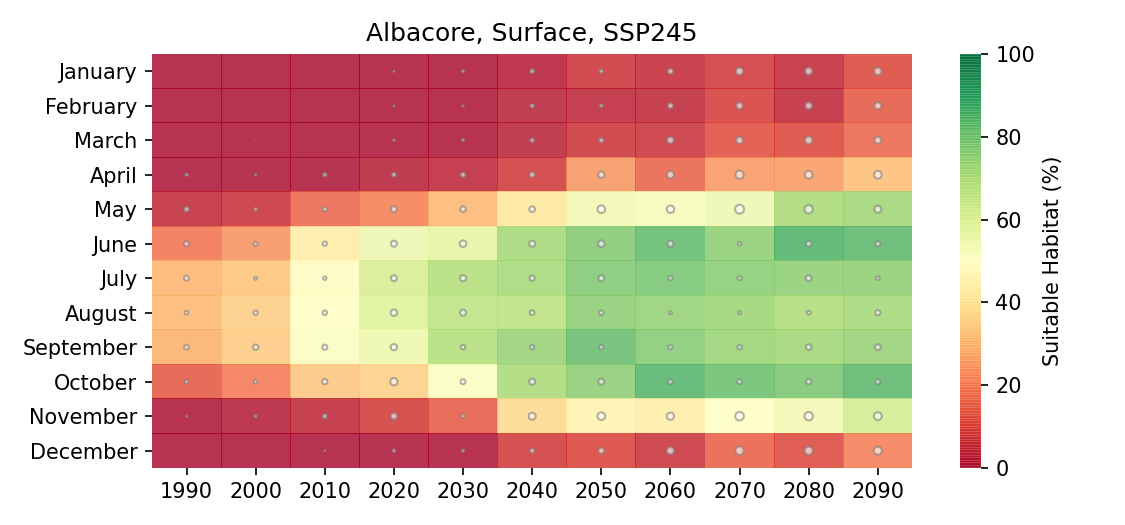 Albacore, Surface, SSP245
January
February
March
April
May
June
July
August
September
October
November
December
1990 2000 2010 2020 2030 2040 2050 2060 2070 2080 2090
100
80
60
40
20
0
Suitable Habitat (%)